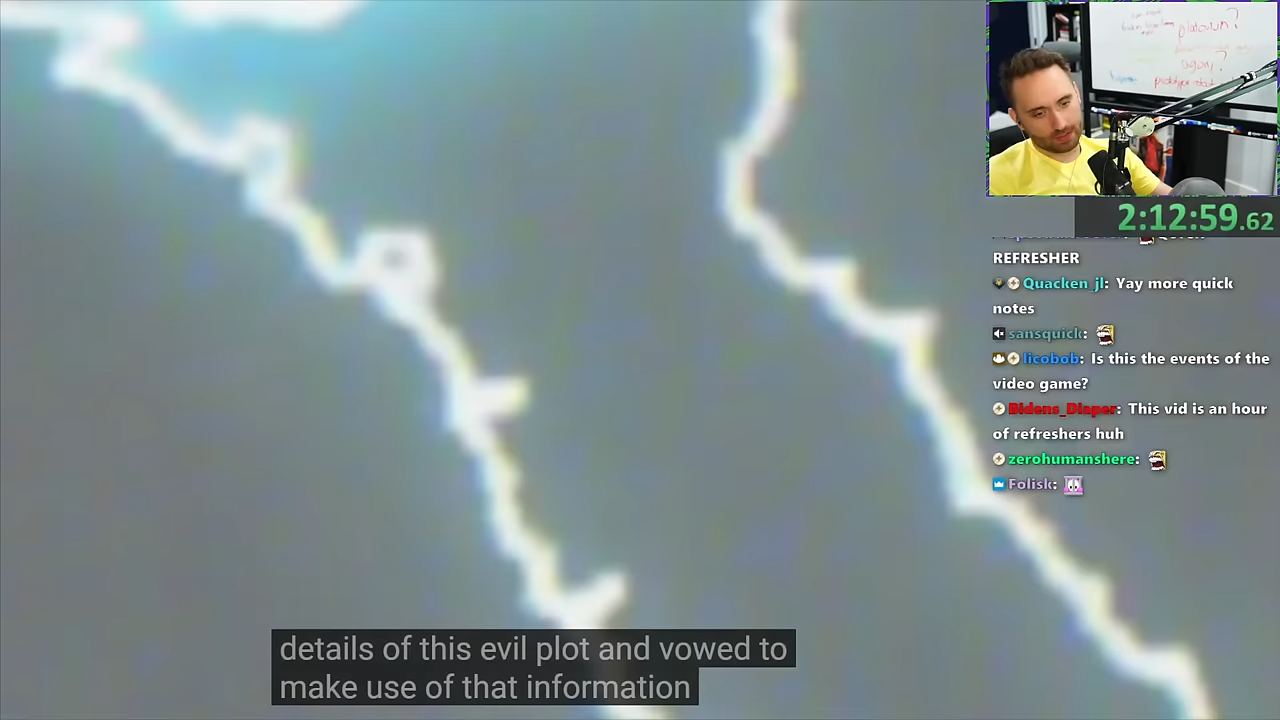 platoun?
agony?
2:12:59.62
REFRESHER
Quacken_jl: Yay more quick
notes
sansquick:
licobob: Is this the events of the
video game?
Bidens_Diaper: This vid is an hour
of refreshers huh
zerohumanshere:
Folisk:
details of this evil plot and vowed to
make use of that information